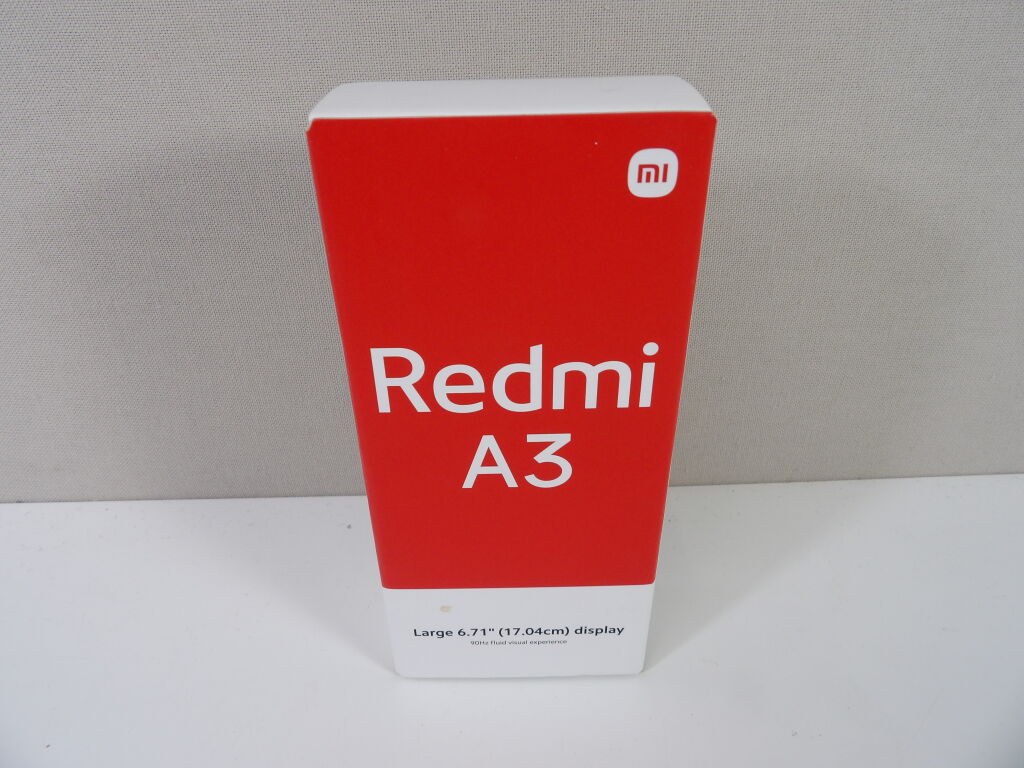 mi
Redmi
A3
Large 6.71" (17.04cm) display
90Hz fluid visual experience